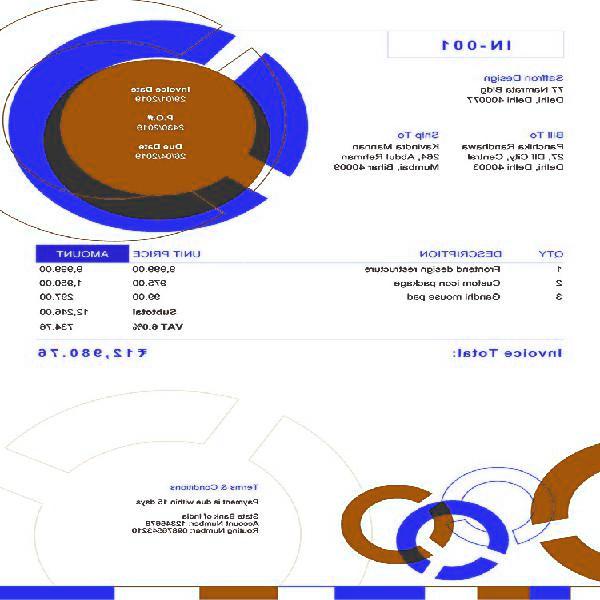 IN-001
Saffron Design
77 Namrata Bldg
Delhi, Delhi 400077
Invoice Date
29/01/2019
P.O.#
2430/2019
Due Date
26/04/2019
Bill To
Randhawa
27, Dlf, City, Central,
Delhi, Delhi 40003
Ship To
Kavindra Mannan
264, Abdul Rehman
Mumbai, Bihar 40009
QTY DESCRIPTION UNIT PRICE AMOUNT
1 Frontend design restructure 9,999.00 9,999.00
2 Custom icon package 975.00 1,950.00
3 Gandhi mouse pad 99.00 297.00
Subtotal 12,246.00
VAT 6.0% 734.76
Invoice Total: ₹12,980.76
Terms & Conditions
Payment is due within 15 days
State Bank of India
Account Number: 12345678
Routing Number: 09876543210